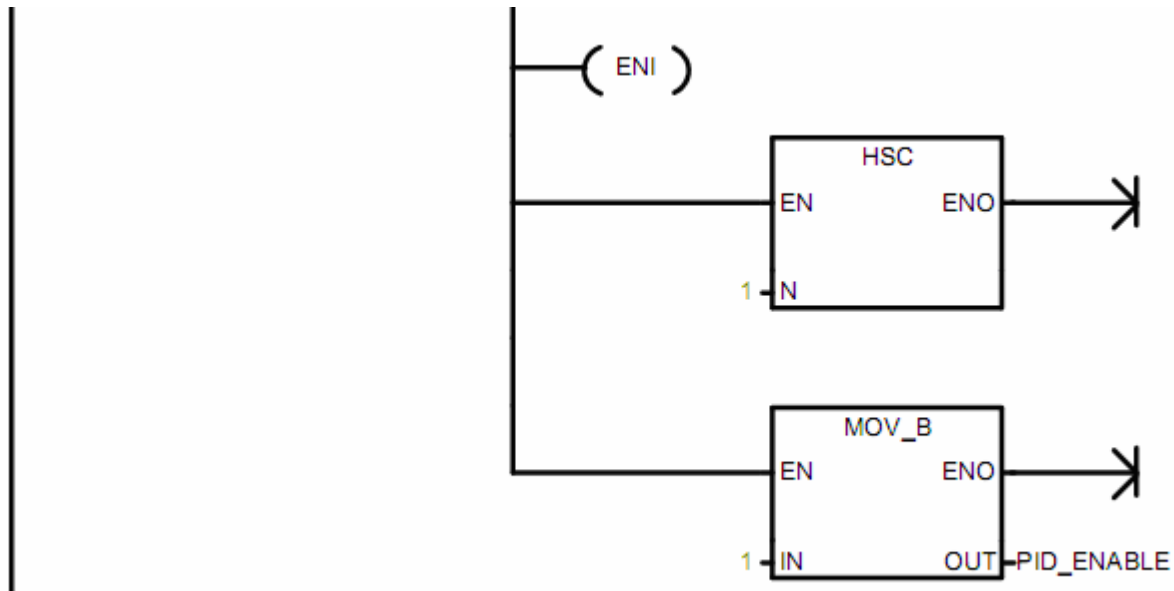 ENI
HSC
EN ENO
1 N
MOV_B
EN ENO
1 IN OUT PID_ENABLE